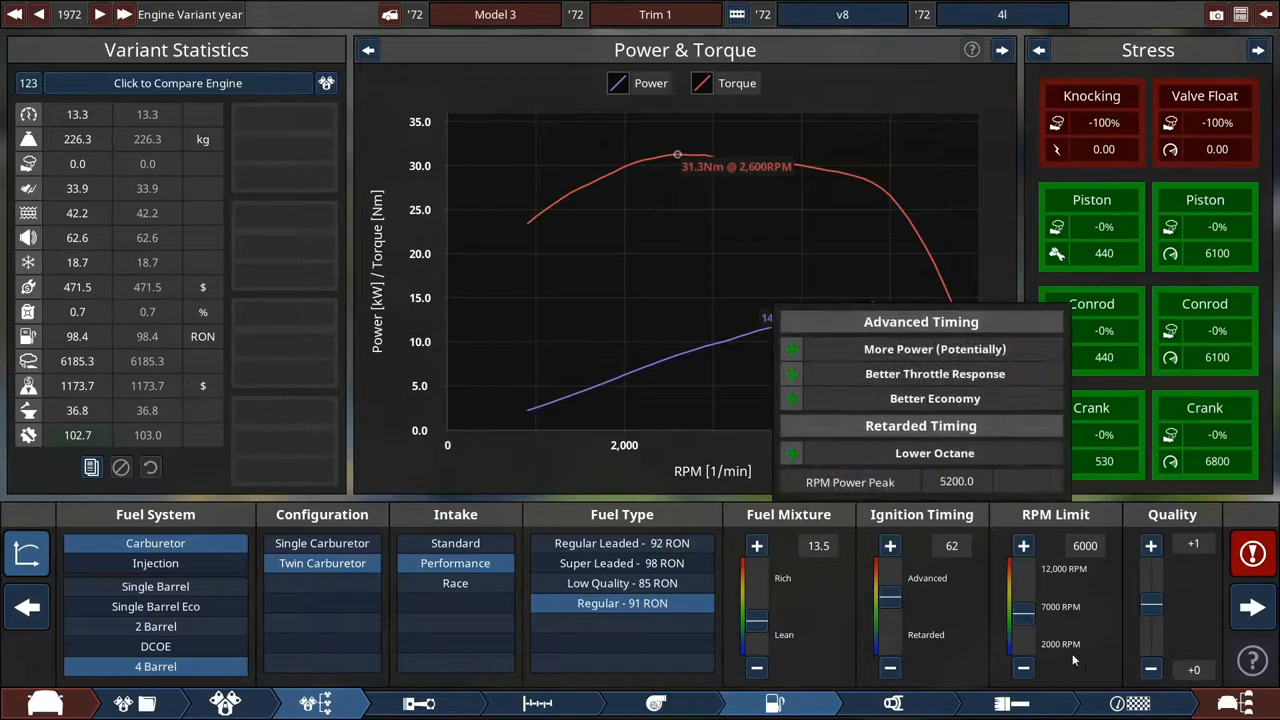 1972 Engine Variant year '72 Model 3 '72 Trim 1 '72 v8 '72 4l
Variant Statistics
123 Click to Compare Engine
13.3 13.3
226.3 226.3 kg
0.0 0.0
33.9 33.9
42.2 42.2
62.6 62.6
18.7 18.7
471.5 471.5 $
0.7 0.7 %
98.4 98.4 RON
6185.3 6185.3
1173.7 1173.7 $
36.8 36.8
102.7 103.0
Power & Torque ?
Power Torque
Power [kW] / Torque [Nm]
35.0
30.0
25.0
20.0
15.0
10.0
5.0
0.0
31.3Nm @ 2,600RPM
14
0 2,000
RPM [1/min]
Advanced Timing
More Power (Potentially)
Better Throttle Response
Better Economy
Retarded Timing
Lower Octane
RPM Power Peak 5200.0
Stress
Knocking Valve Float
-100% -100%
0.00 0.00
Piston Piston
-0% -0%
440 6100
Conrod Conrod
-0% -0%
440 6100
Crank Crank
-0% -0%
530 6800
Fuel System
Carburetor
Injection
Single Barrel
Single Barrel Eco
2 Barrel
DCOE
4 Barrel
Configuration
Single Carburetor
Twin Carburetor
Intake
Standard
Performance
Race
Fuel Type
Regular Leaded - 92 RON
Super Leaded - 98 RON
Low Quality - 85 RON
Regular - 91 RON
Fuel Mixture
13.5
Rich
Lean
Ignition Timing
62
Advanced
Retarded
RPM Limit
6000
12,000 RPM
7000 RPM
2000 RPM
Quality
+1
+0
?